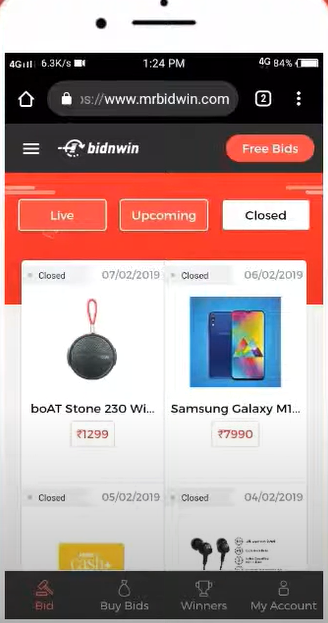 4G 6.3K/s 1:24 PM 4G 84%
os://www.mrbidwin.com 2
bidnwin Free Bids
Live Upcoming Closed
Closed 07/02/2019 Closed 06/02/2019
boAT Stone 230 Wi... Samsung Galaxy M1...
₹1299 ₹7990
Closed 05/02/2019 Closed 04/02/2019
cash+
Bid Buy Bids Winners My Account